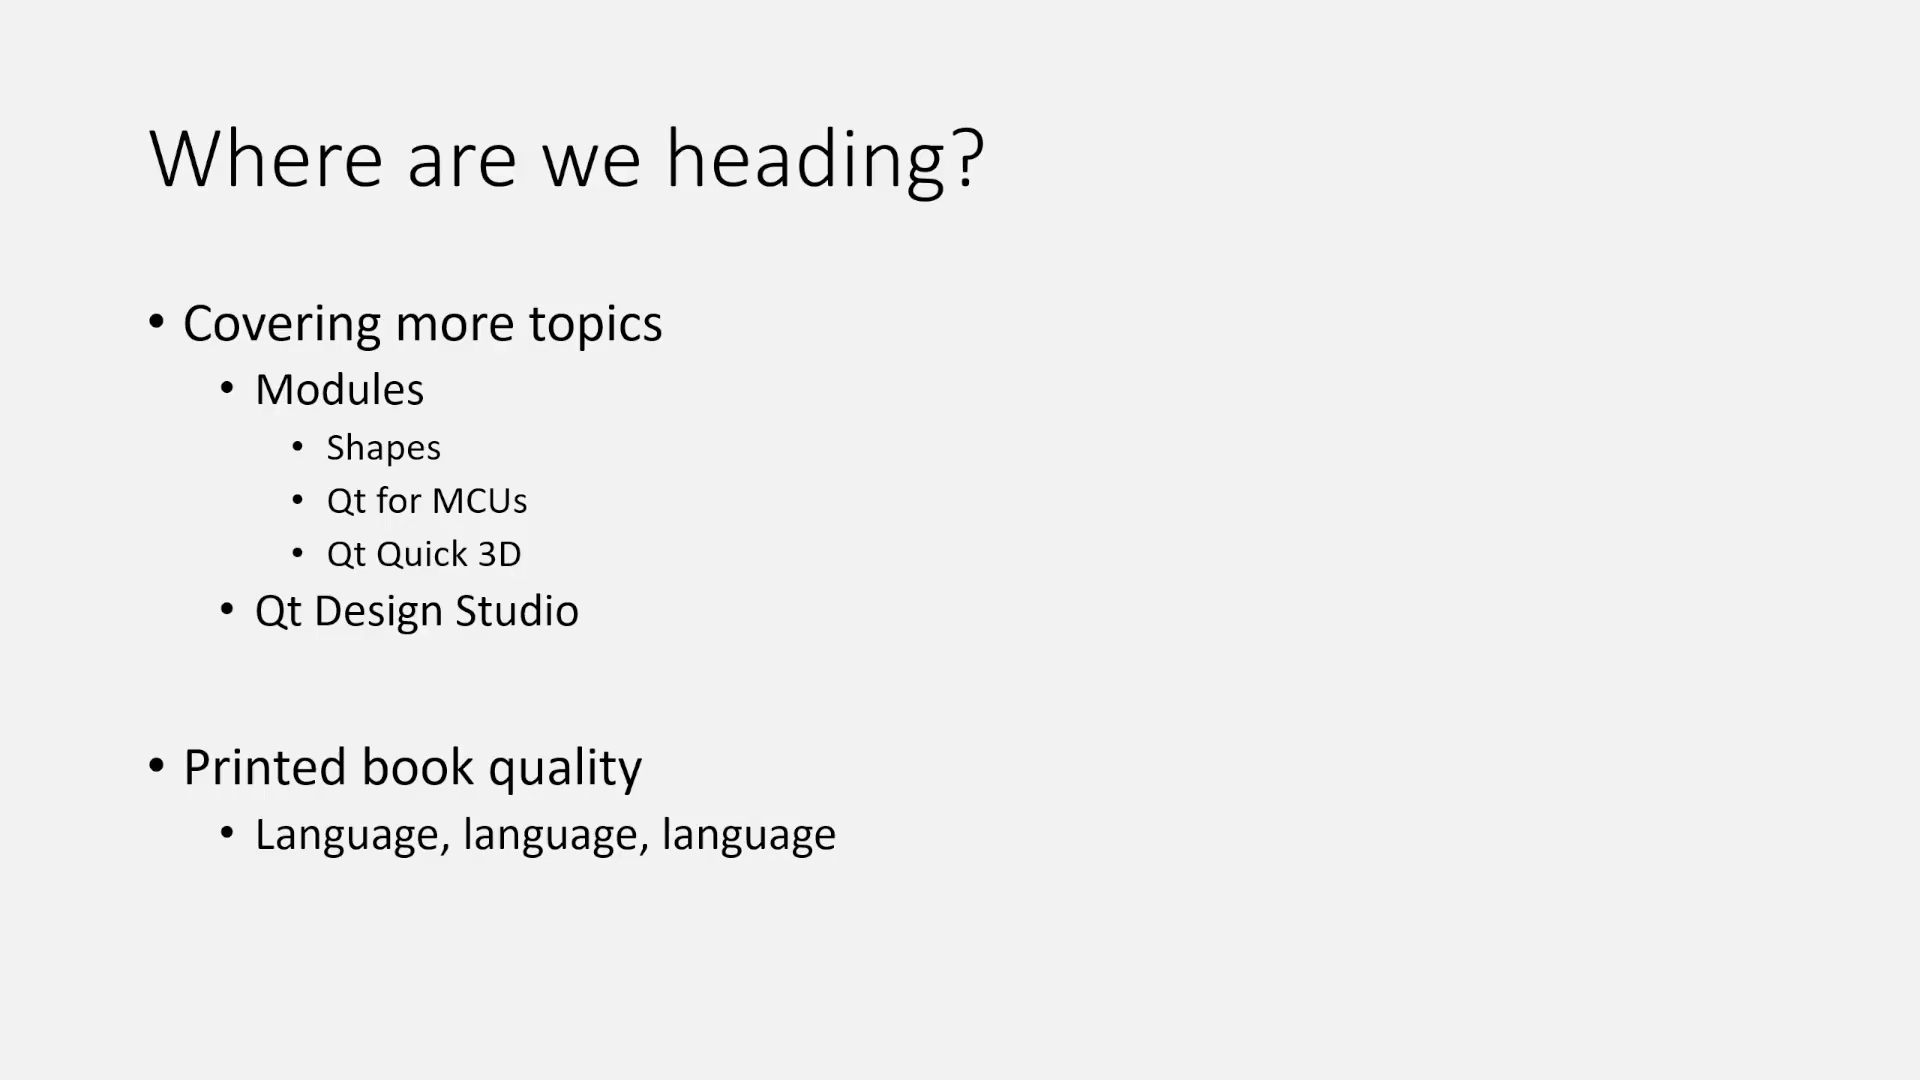 Where are we heading?
• Covering more topics
• Modules
• Shapes
• Qt for MCUs
• Qt Quick 3D
• Qt Design Studio
• Printed book quality
• Language, language, language